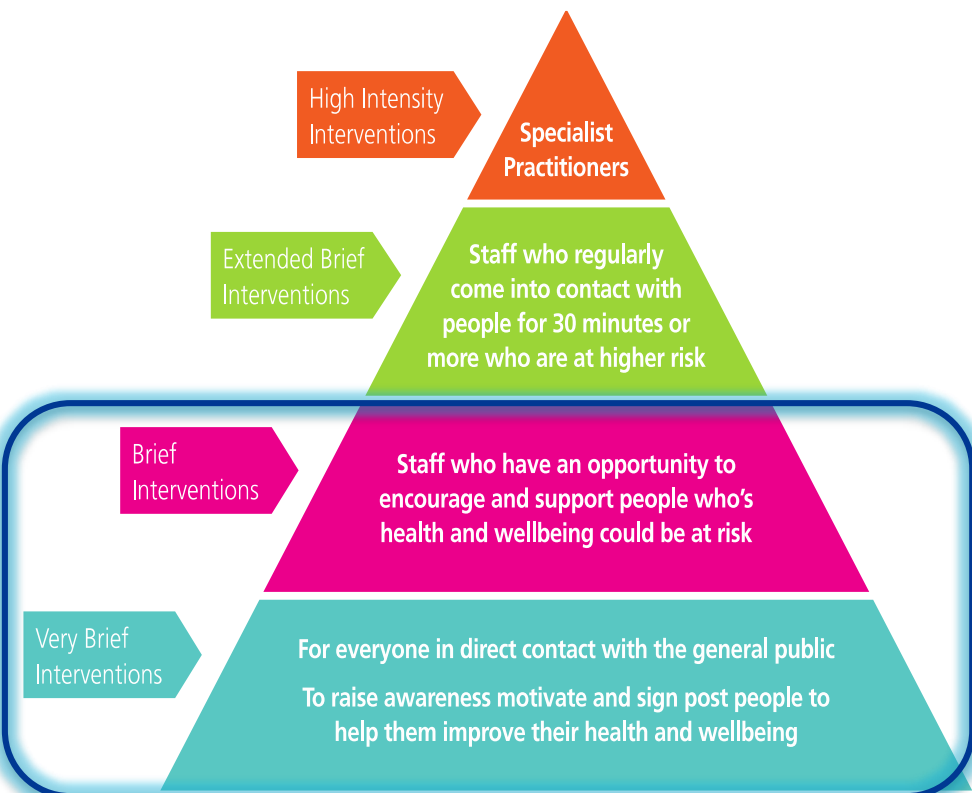 High Intensity
Interventions
Specialist
Practitioners
Extended Brief
Interventions
Staff who regularly
come into contact with
people for 30 minutes or
more who are at higher risk
Brief
Interventions
Staff who have an opportunity to
encourage and support people who's
health and wellbeing could be at risk
Very Brief
Interventions
For everyone in direct contact with the general public
To raise awareness motivate and sign post people to
help them improve their health and wellbeing